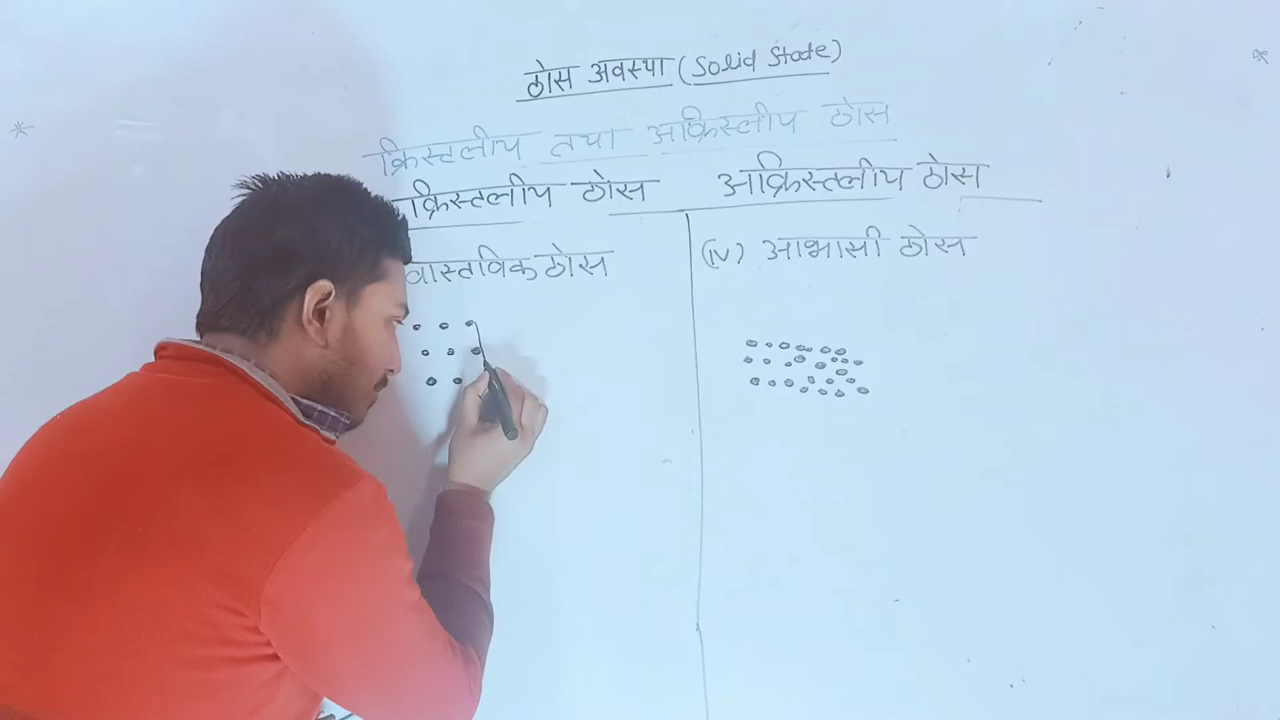 ठोस अवस्था (Solid State)
क्रिस्टलीय तथा अक्रिस्टलीय ठोस
क्रिस्टलीय ठोस अक्रिस्टलीय ठोस
वास्तविक ठोस (iv) आभासी ठोस